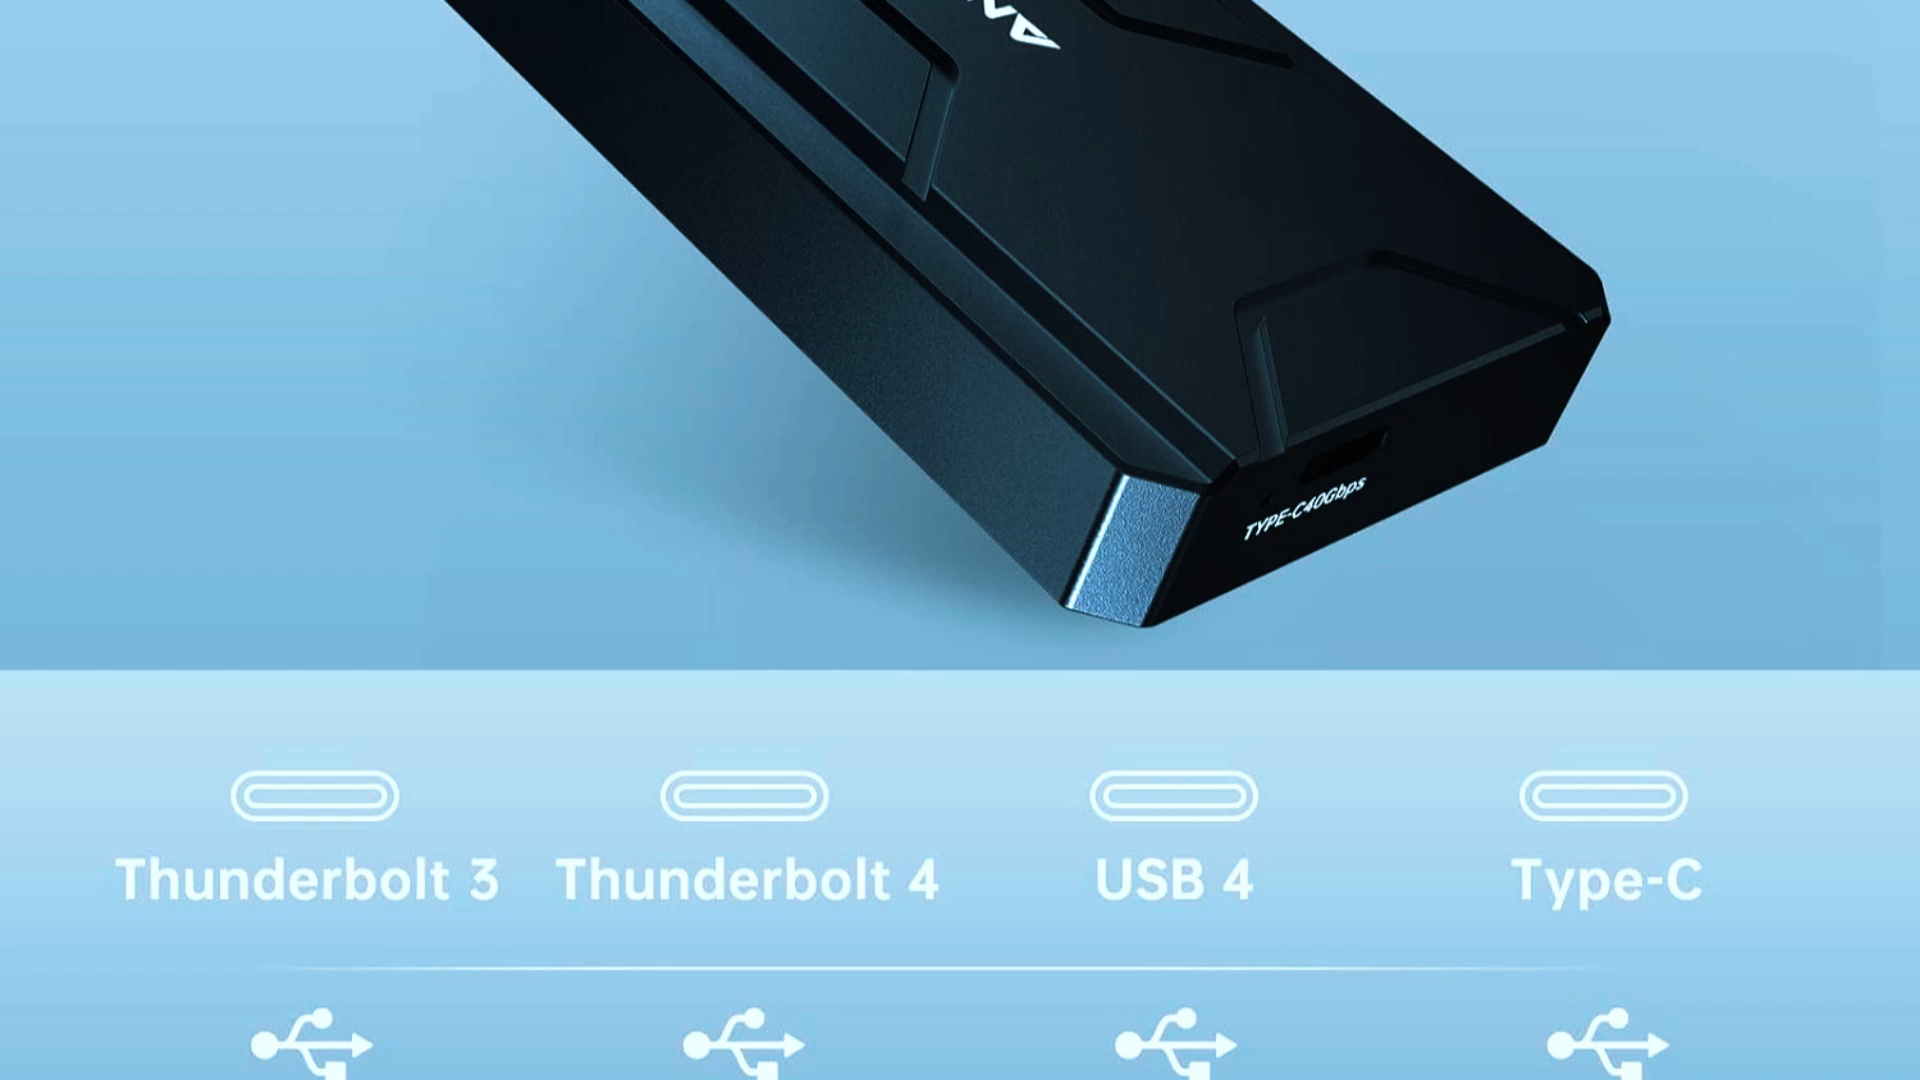 TYPE-C40Gbps
Thunderbolt 3
Thunderbolt 4
USB 4
Type-C